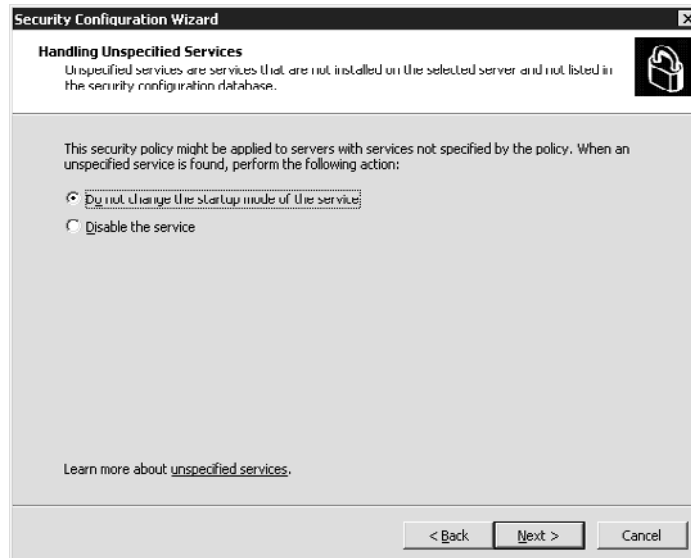 Security Configuration Wizard
Handling Unspecified Services
Unspecified services are services that are not installed on the selected server and not listed in
the security configuration database.
This security policy might be applied to servers with services not specified by the policy. When an
unspecified service is found, perform the following action:
Do not change the startup mode of the service
Disable the service
Learn more about unspecified services.
< Back Next > Cancel